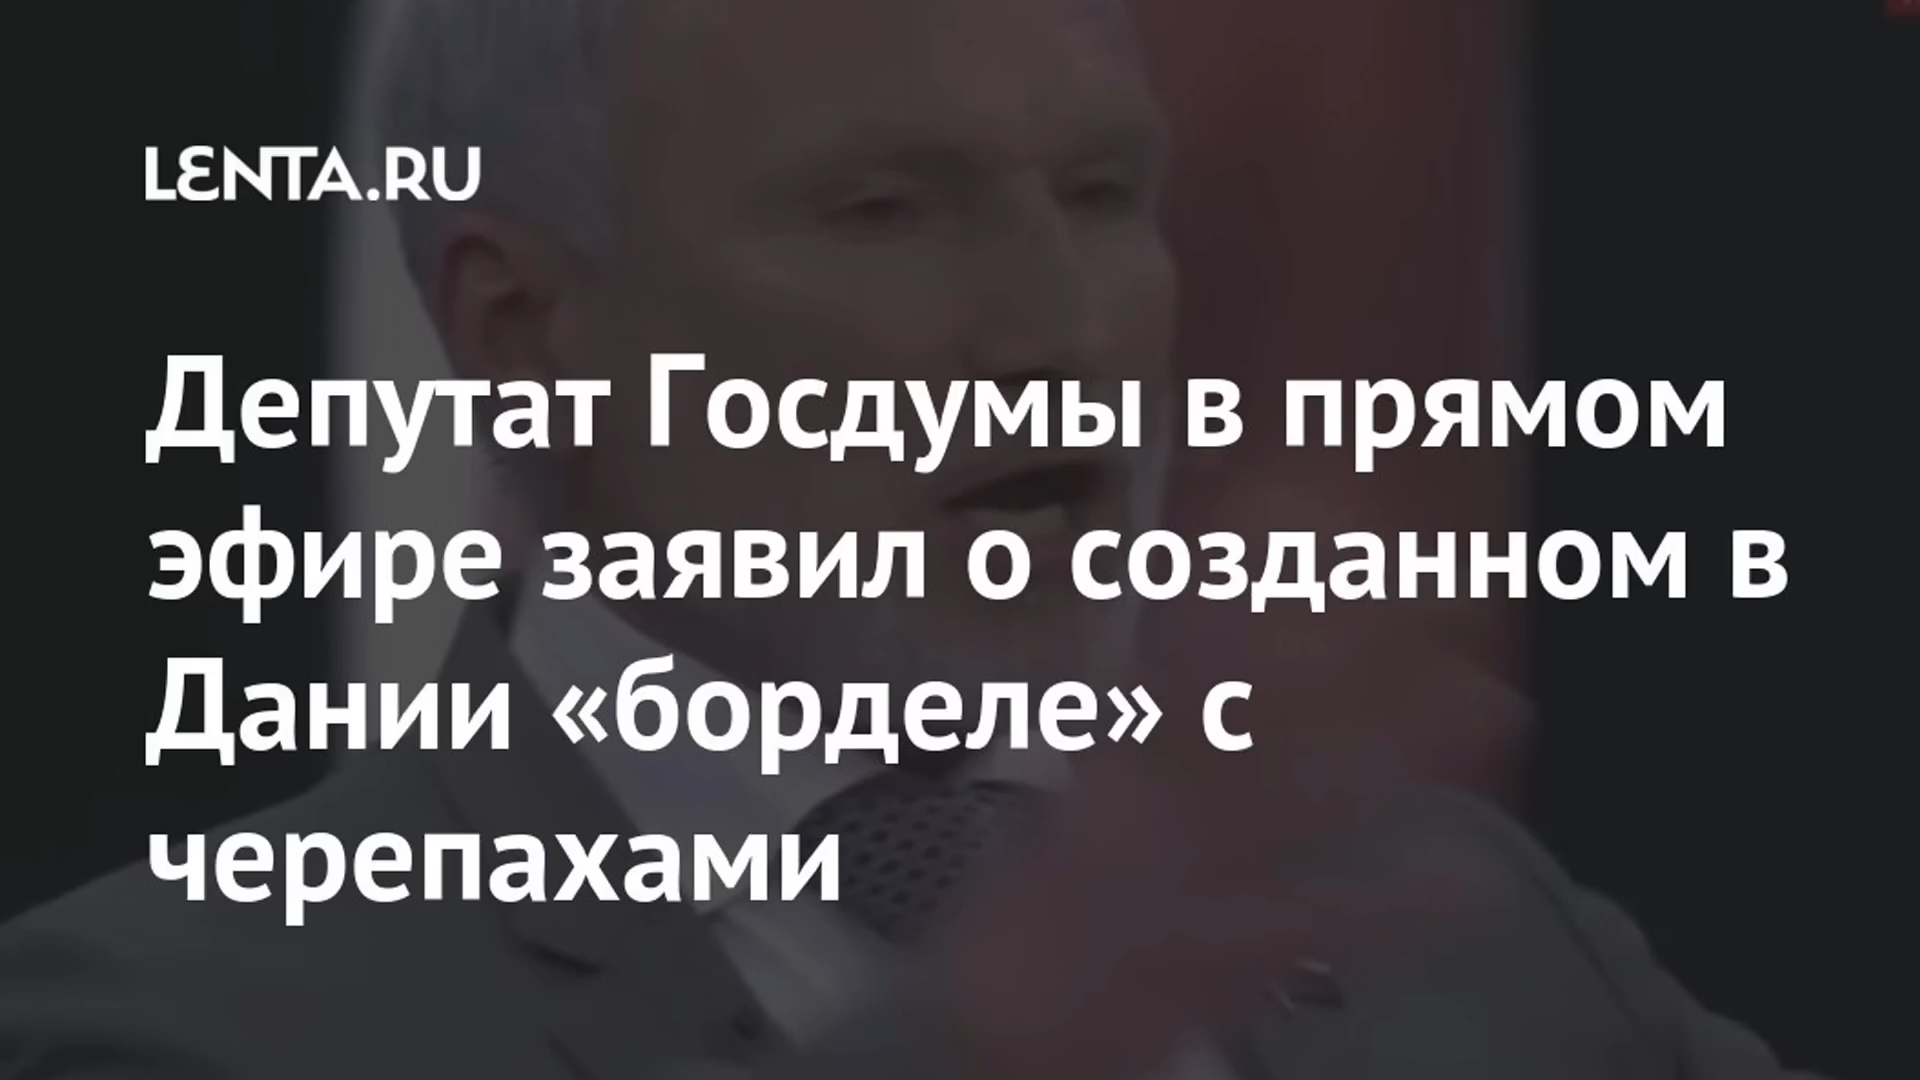 LENTA.RU
Депутат Госдумы в прямом
эфире заявил о созданном в
Дании «борделе» с
черепахами